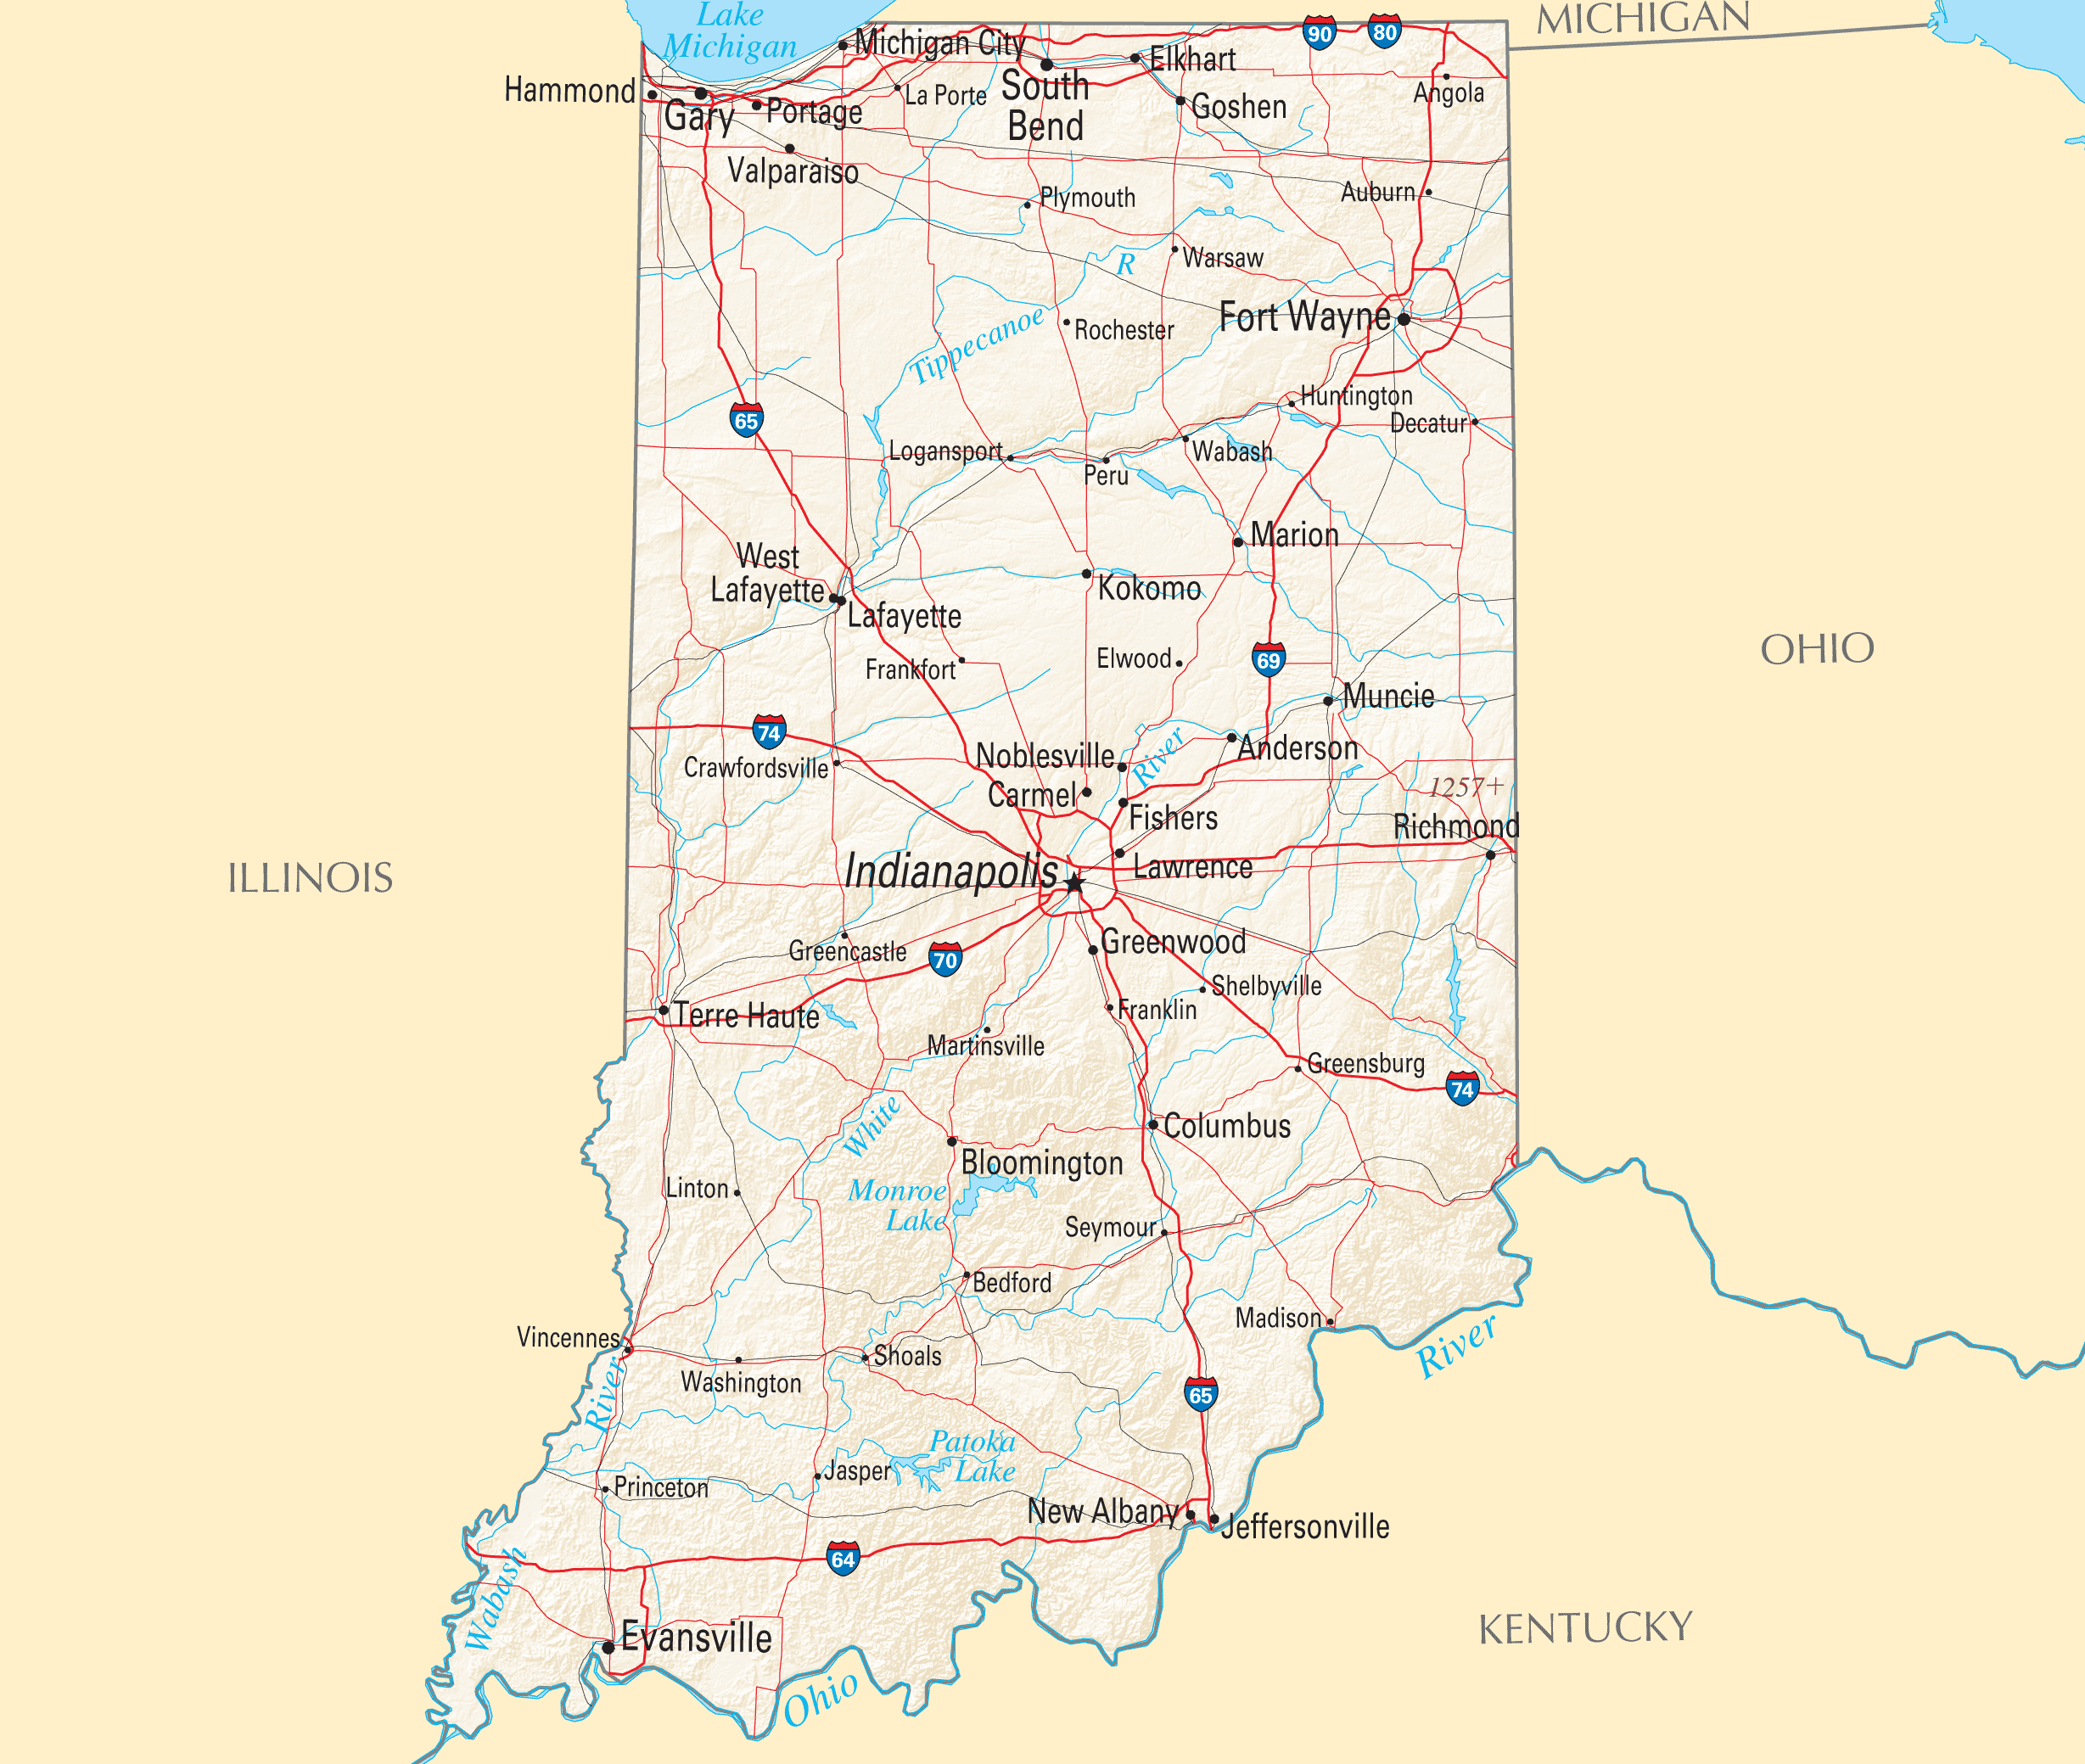 Lake
Michigan
MICHIGAN
90
80
Michigan City
Elkhart
Hammond
Gary
Portage
La Porte
South
Bend
Goshen
Angola
Valparaiso
Plymouth
Auburn
Warsaw
R
Tippecanoe
Rochester
Fort Wayne
65
Huntington
Decatur
Logansport
Peru
Wabash
Marion
West
Lafayette
Lafayette
Kokomo
Frankfort
Elwood
69
OHIO
Muncie
74
Crawfordsville
Noblesville
River
Anderson
Carmel
Fishers
1257+
Richmond
ILLINOIS
Indianapolis
Lawrence
Greencastle
70
Greenwood
Shelbyville
Terre Haute
Franklin
Martinsville
Greensburg
74
White
Columbus
Bloomington
Linton
Monroe
Lake
Seymour
Bedford
Madison
River
Vincennes
Washington
Shoals
River
65
Patoka
Lake
Jasper
Princeton
New Albany
Jeffersonville
64
Wabash
Evansville
KENTUCKY
Ohio